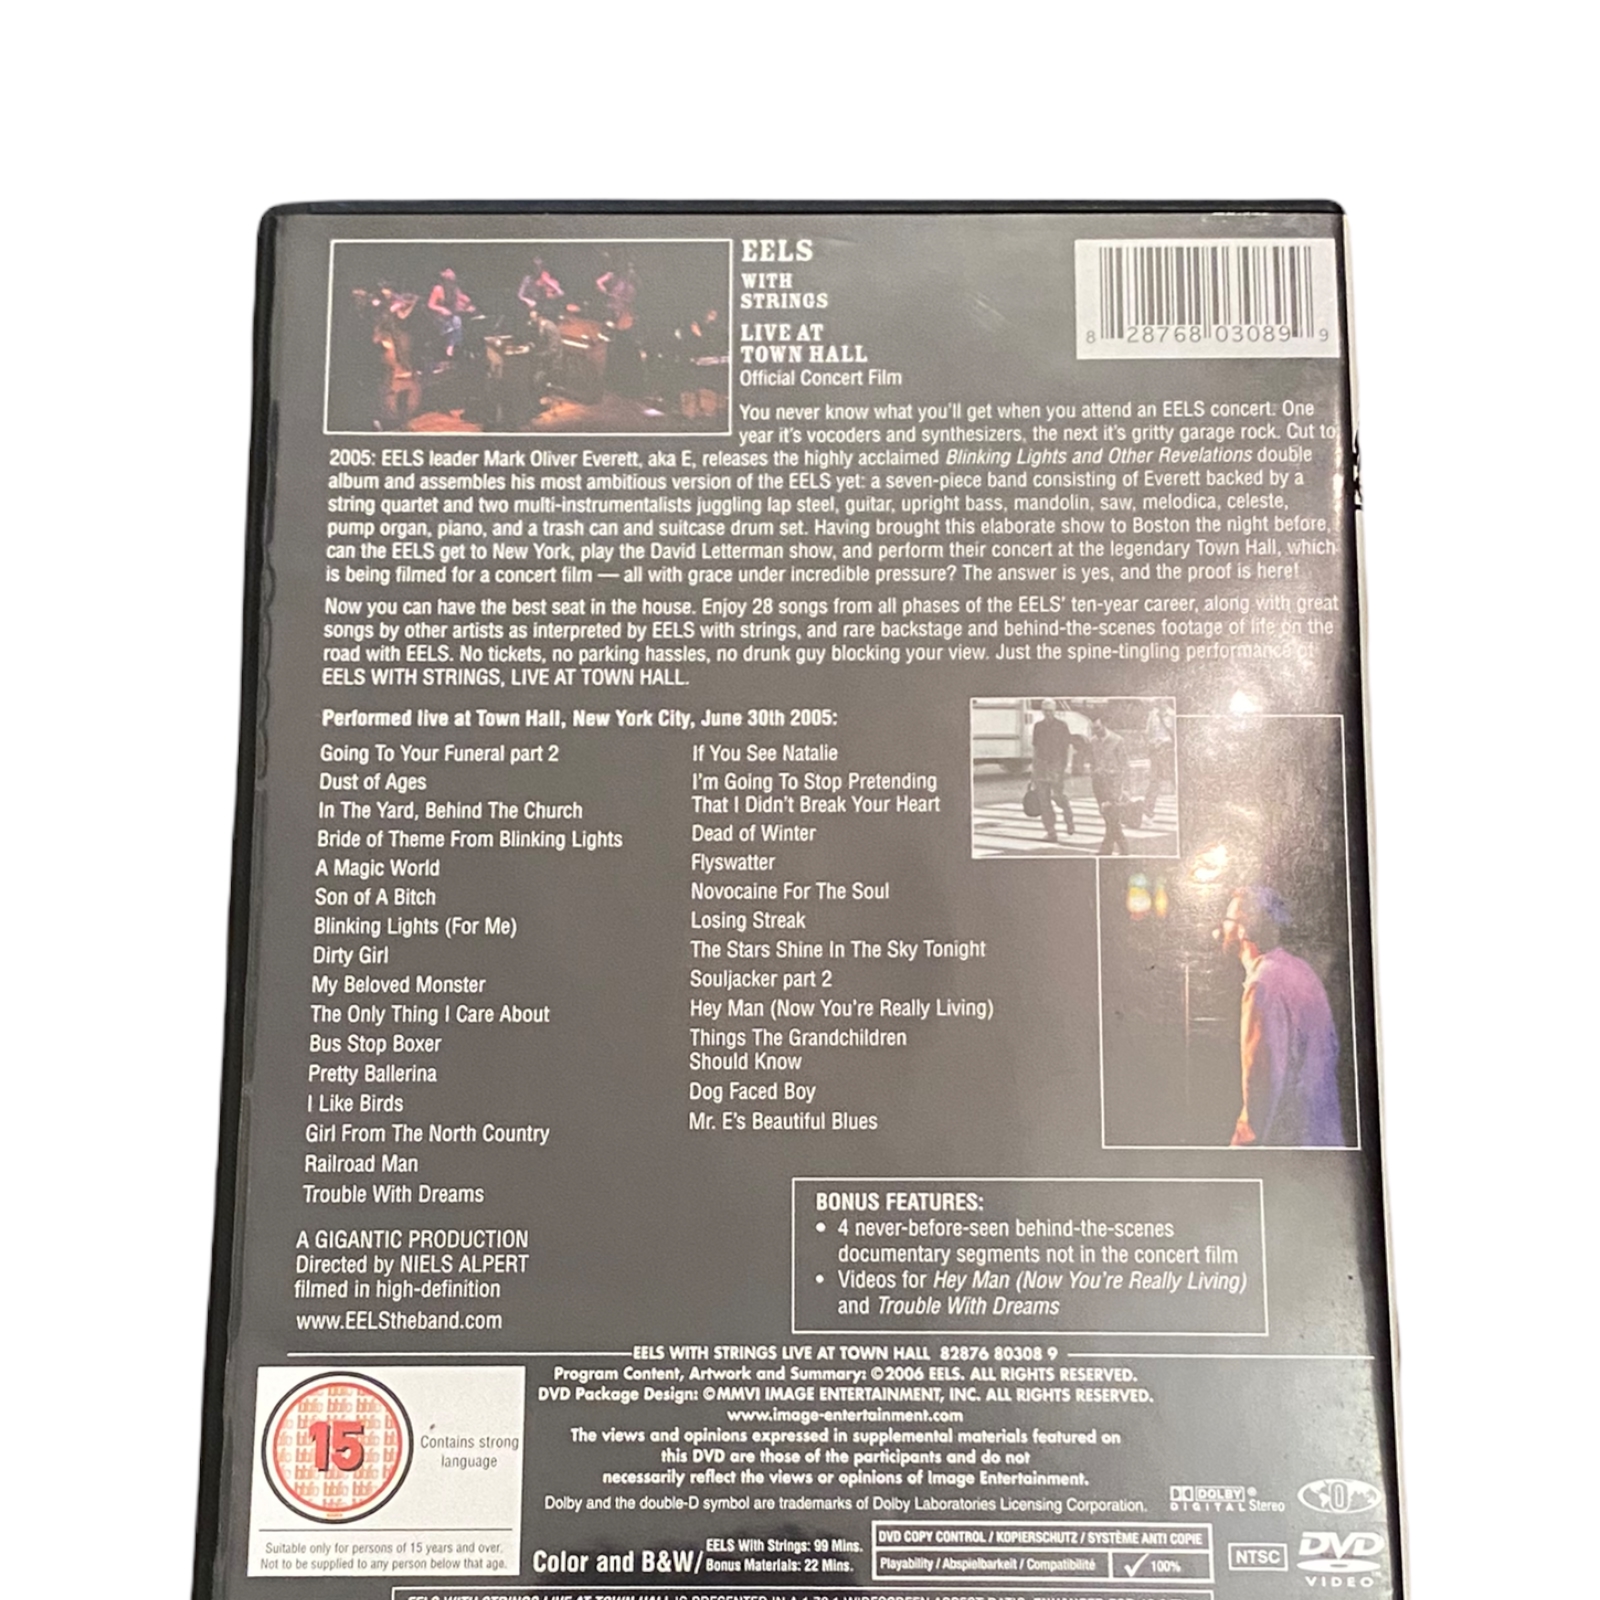 EELS
WITH
STRINGS
LIVE AT
TOWN HALL
Official Concert Film
8 28768 03089 9
You never know what you'll get when you attend an EELS concert. One
year it's vocoders and synthesizers, the next it's gritty garage rock. Cut to
2005: EELS leader Mark Oliver Everett, aka E, releases the highly acclaimed Blinking Lights and Other Revelations double
album and assembles his most ambitious version of the EELS yet: a seven-piece band consisting of Everett backed by a
string quartet and two multi-instrumentalists juggling lap steel, guitar, upright bass, mandolin, saw, melodica, celeste,
pump organ, piano, and a trash can and suitcase drum set. Having brought this elaborate show to Boston the night before,
can the EELS get to New York, play the David Letterman show, and perform their concert at the legendary Town Hall, which
is being filmed for a concert film — all with grace under incredible pressure? The answer is yes, and the proof is here!
Now you can have the best seat in the house. Enjoy 28 songs from all phases of the EELS' ten-year career, along with great
songs by other artists as interpreted by EELS with strings, and rare backstage and behind-the-scenes footage of life on the
road with EELS. No tickets, no parking hassles, no drunk guy blocking your view. Just the spine-tingling performance of
EELS WITH STRINGS, LIVE AT TOWN HALL.
Performed live at Town Hall, New York City, June 30th 2005:
Going To Your Funeral part 2
Dust of Ages
In The Yard, Behind The Church
Bride of Theme From Blinking Lights
A Magic World
Son of A Bitch
Blinking Lights (For Me)
Dirty Girl
My Beloved Monster
The Only Thing I Care About
Bus Stop Boxer
Pretty Ballerina
I Like Birds
Girl From The North Country
Railroad Man
Trouble With Dreams
If You See Natalie
I'm Going To Stop Pretending
That I Didn't Break Your Heart
Dead of Winter
Flyswatter
Novocaine For The Soul
Losing Streak
The Stars Shine In The Sky Tonight
Souljacker part 2
Hey Man (Now You're Really Living)
Things The Grandchildren
Should Know
Dog Faced Boy
Mr. E's Beautiful Blues
A GIGANTIC PRODUCTION
Directed by NIELS ALPERT
filmed in high-definition
www.EELStheband.com
BONUS FEATURES:
• 4 never-before-seen behind-the-scenes
documentary segments not in the concert film
• Videos for Hey Man (Now You're Really Living)
and Trouble With Dreams
EELS WITH STRINGS LIVE AT TOWN HALL 82876 80308 9
Program Content, Artwork and Summary: ©2006 EELS. ALL RIGHTS RESERVED.
DVD Package Design: ©MMVI IMAGE ENTERTAINMENT, INC. ALL RIGHTS RESERVED.
www.image-entertainment.com
The views and opinions expressed in supplemental materials featured on
this DVD are those of the participants and do not
necessarily reflect the views or opinions of Image Entertainment.
Dolby and the double-D symbol are trademarks of Dolby Laboratories Licensing Corporation.
15
Contains strong
language
Suitable only for persons of 15 years and over.
Not to be supplied to any person below that age.
Color and B&W/
EELS With Strings: 99 Mins.
Bonus Materials: 22 Mins.
DVD COPY CONTROL / KOPIERSCHUTZ / SYSTÈME ANTI COPIE
Playability / Abspielbarkeit / Compatibilité
100%
DOLBY
DIGITAL Stereo
0
NTSC
DVD
VIDEO